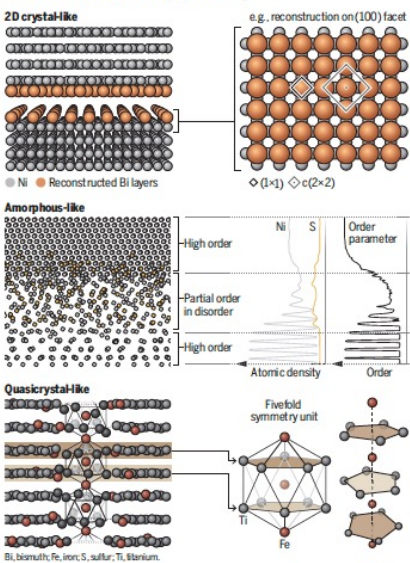 2D crystal-like
e.g., reconstruction on (100) facet
Ni Reconstructed Bi layers
(1×1) c(2×2)
Amorphous-like
Ni S Order
parameter
High order
Partial order
in disorder
High order
Atomic density Order
Quasicrystal-like
Fivefold
symmetry unit
Ti
Fe
Bi, bismuth; Fe, iron; S, sulfur; Ti, titanium.